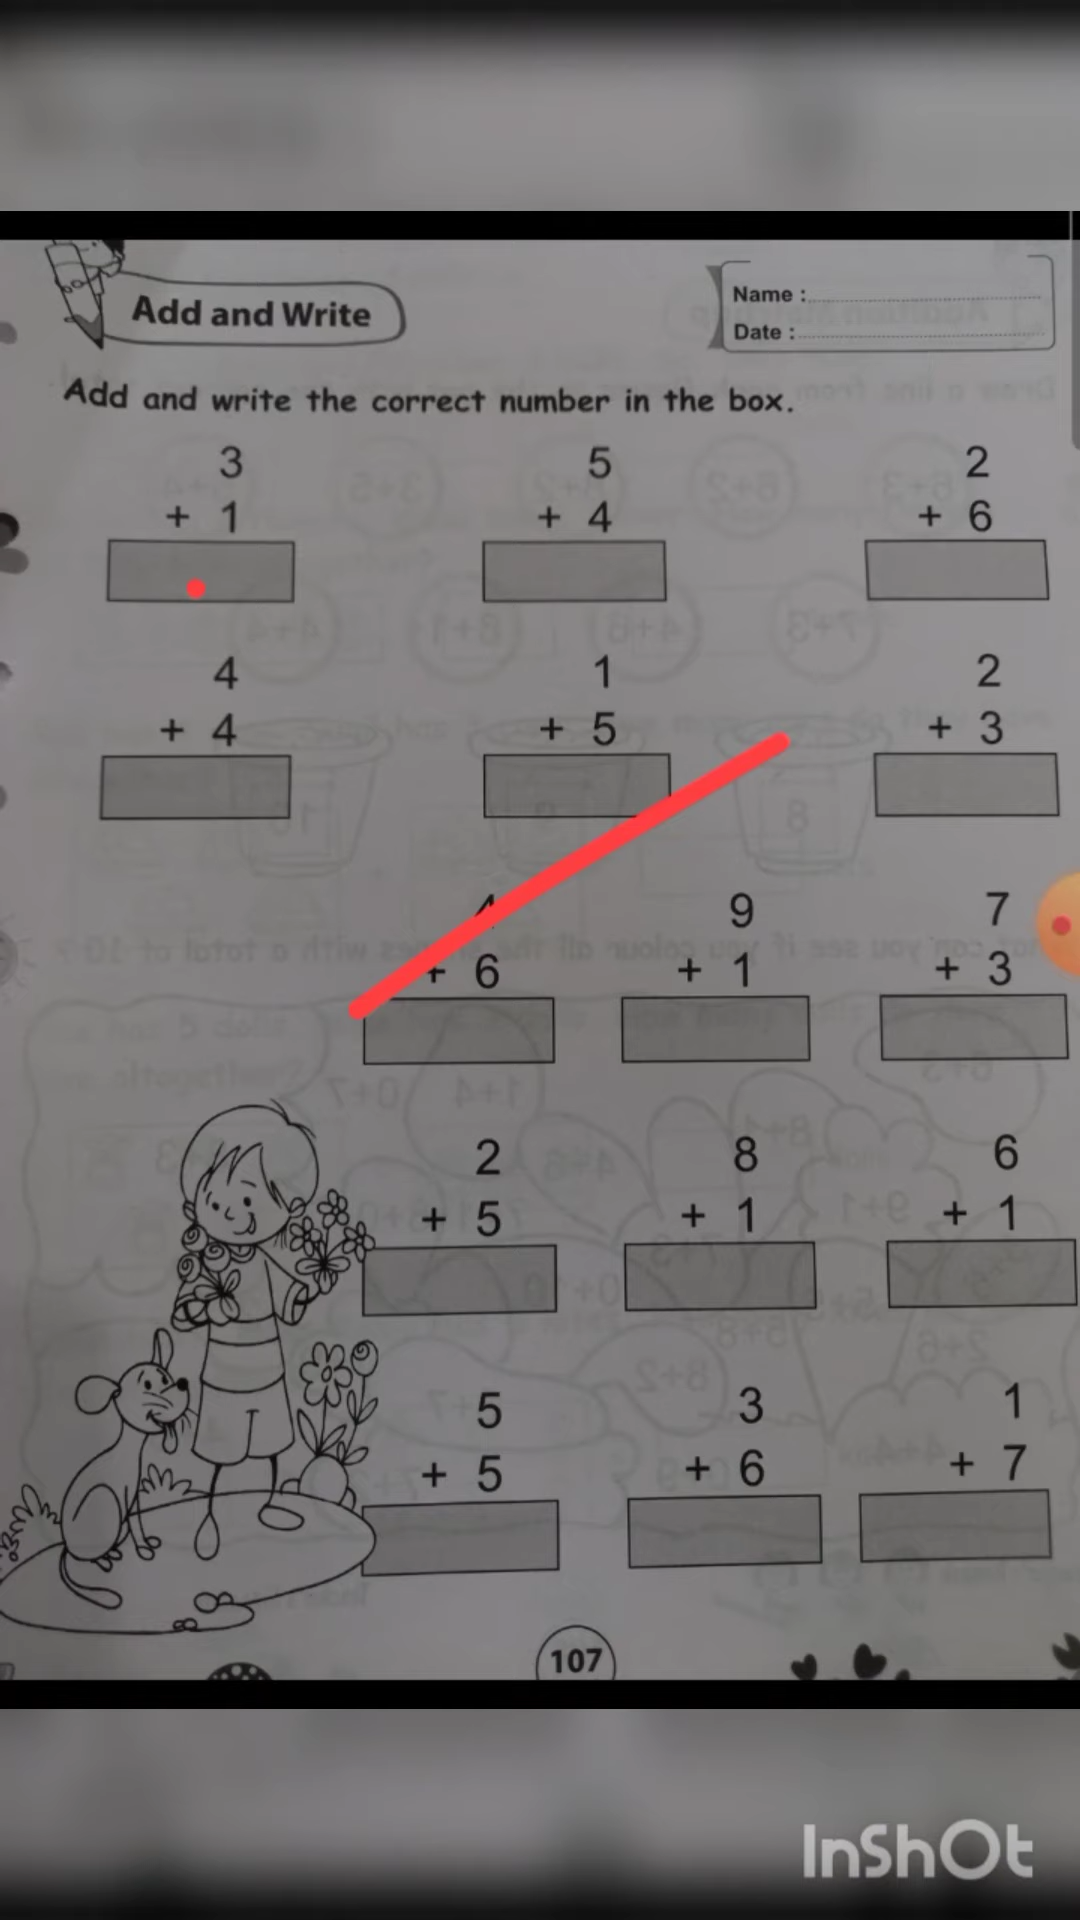 Add and Write
Name :
Date :
Add and write the correct number in the box.
3 5 2
+ 1 + 4 + 6
4 1 2
+ 4 + 5 + 3
4 9 7
+ 6 + 1 + 3
2 8 6
+ 5 + 1 + 1
5 3 1
+ 5 + 6 + 7
107
InShOt